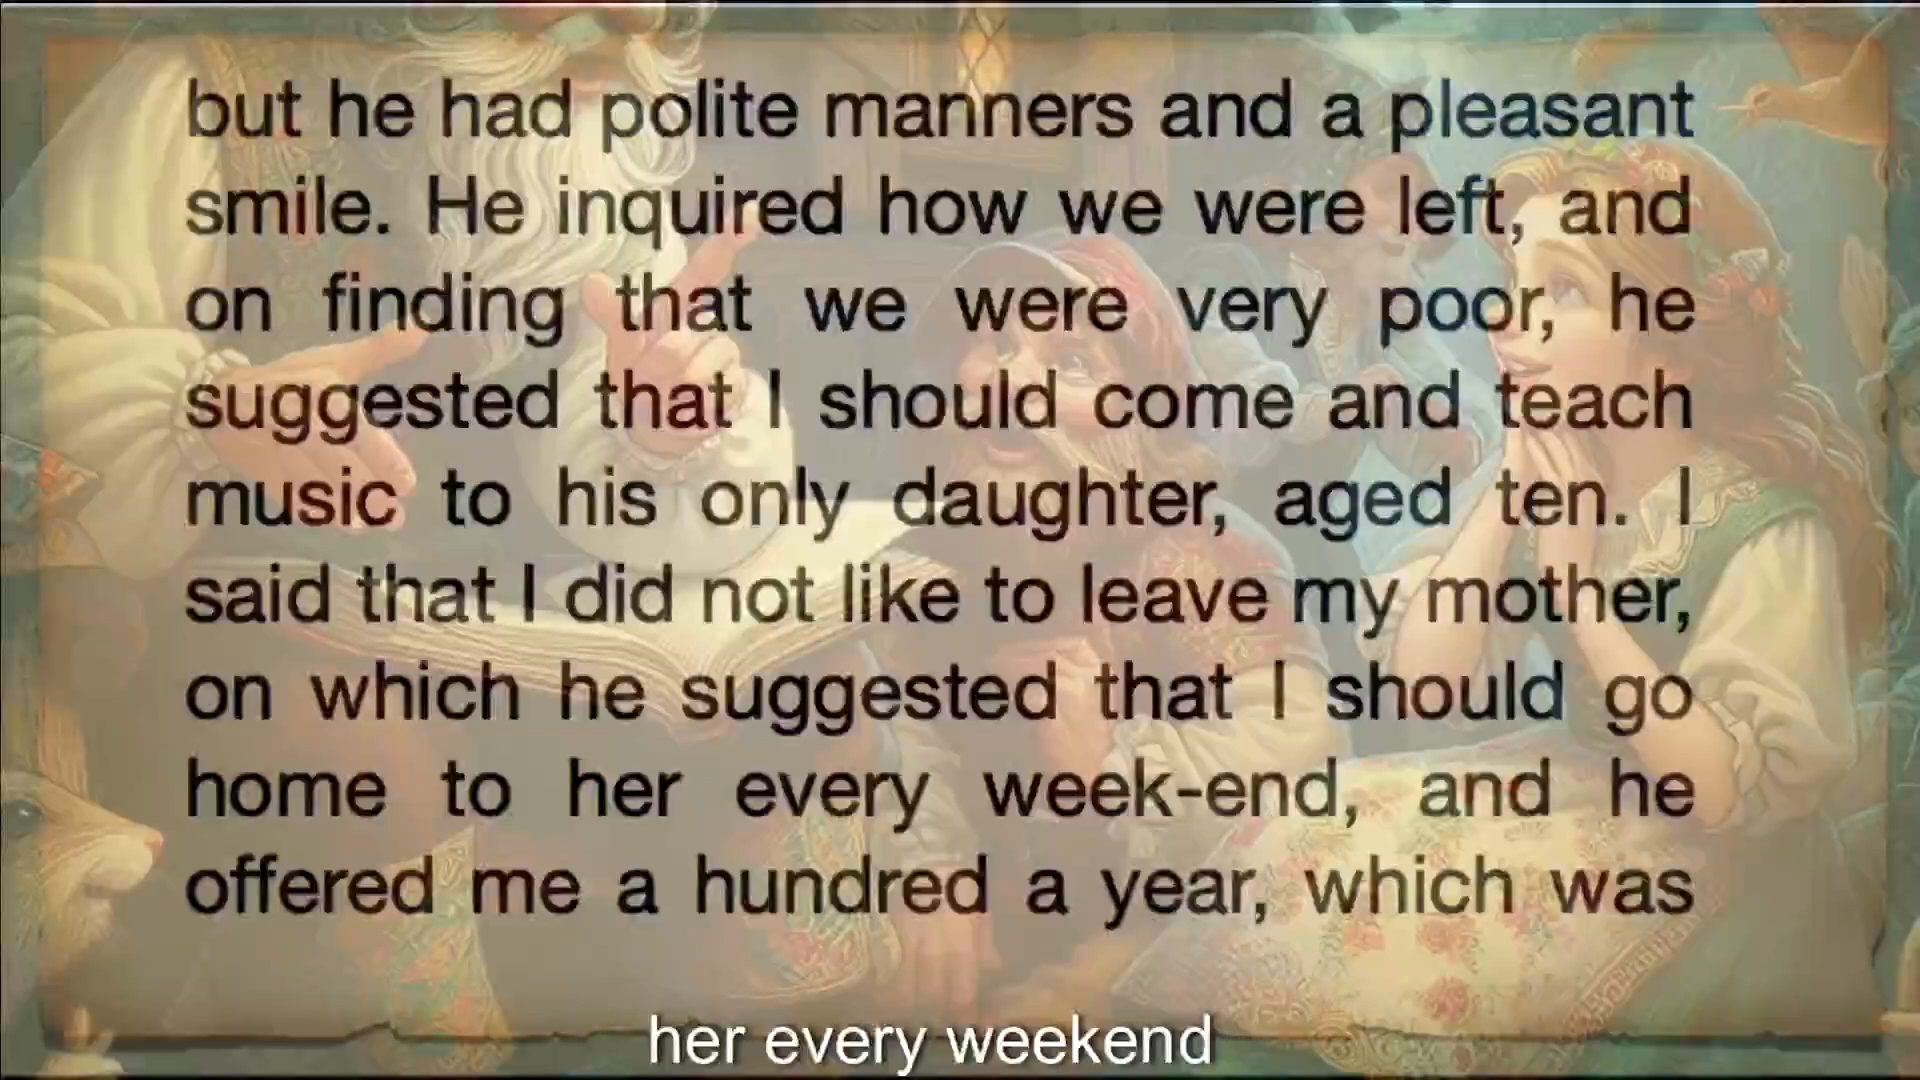 but he had polite manners and a pleasant
smile. He inquired how we were left, and
on finding that we were very poor, he
suggested that I should come and teach
music to his only daughter, aged ten. I
said that I did not like to leave my mother,
on which he suggested that I should go
home to her every week-end, and he
offered me a hundred a year, which was
her every weekend